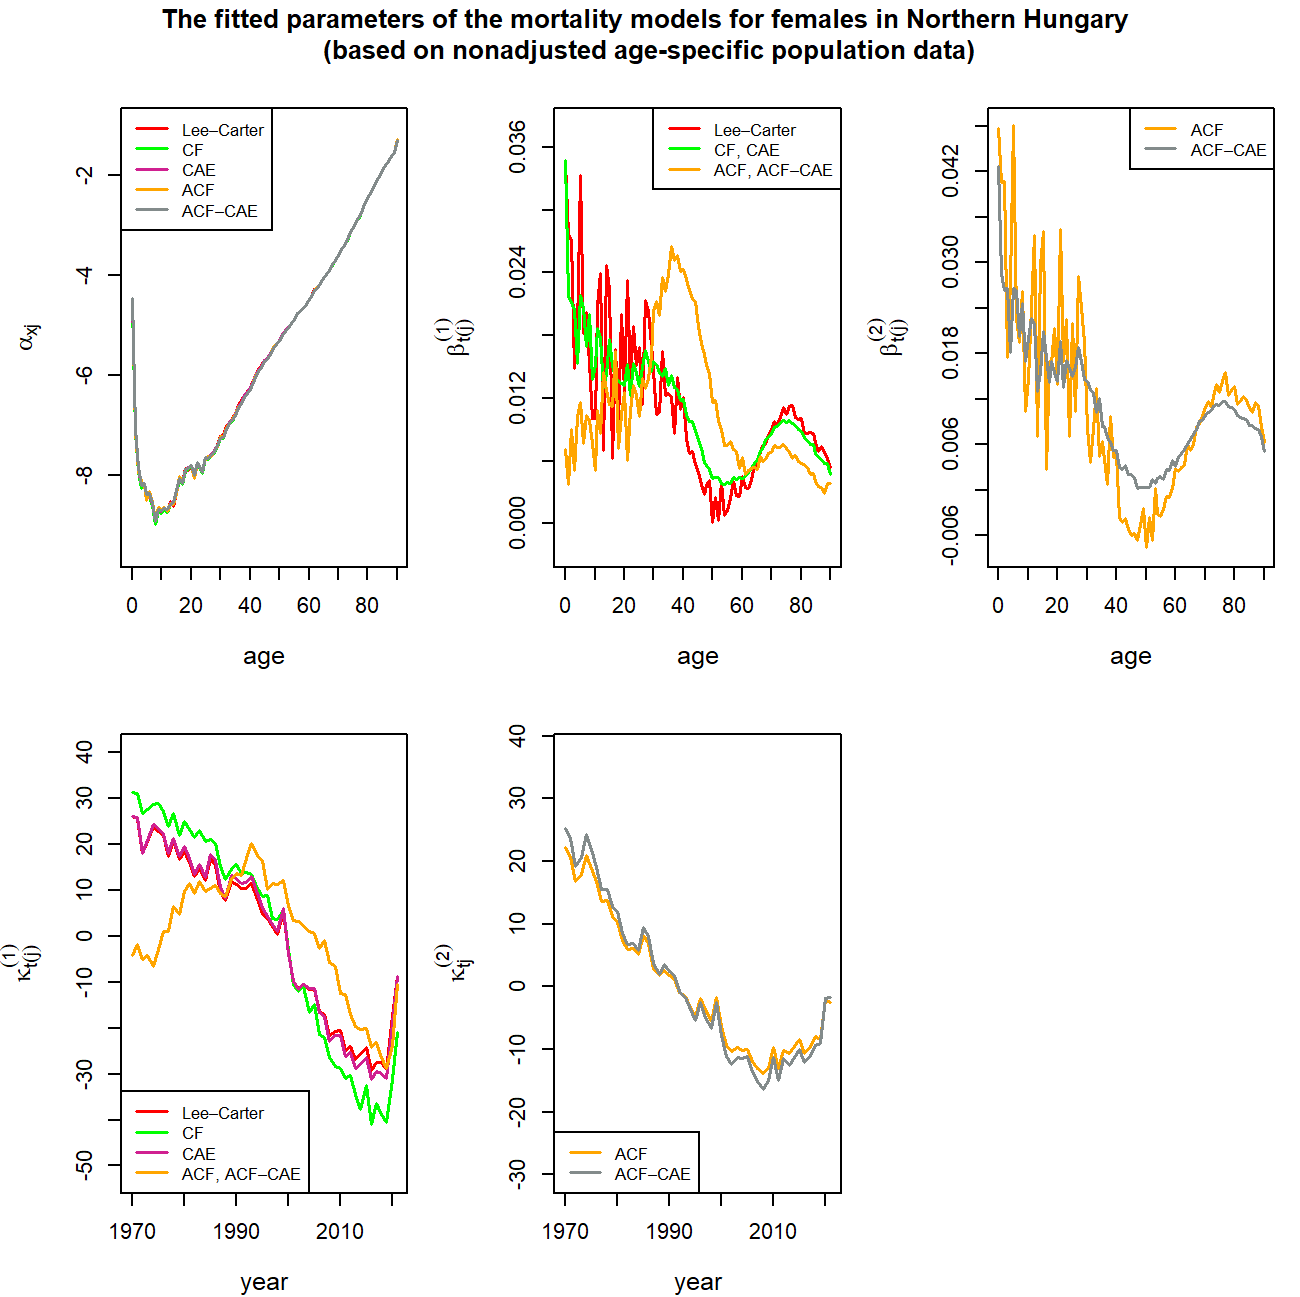 The fitted parameters of the mortality models for females in Northern Hungary
(based on nonadjusted age-specific population data)
Lee–Carter
CF
CAE
ACF
ACF–CAE
-2
-4
-6
-8
αxj
0 20 40 60 80
age
Lee–Carter
CF, CAE
ACF, ACF–CAE
0.036
0.024
0.012
0.000
βt(j)(1)
0 20 40 60 80
age
ACF
ACF–CAE
0.042
0.030
0.018
0.006
-0.006
βt(j)(2)
0 20 40 60 80
age
40
30
20
10
0
-10
-30
-50
κt(j)(1)
Lee–Carter
CF
CAE
ACF, ACF–CAE
1970 1990 2010
year
40
30
20
10
0
-10
-20
-30
κtj(2)
ACF
ACF–CAE
1970 1990 2010
year